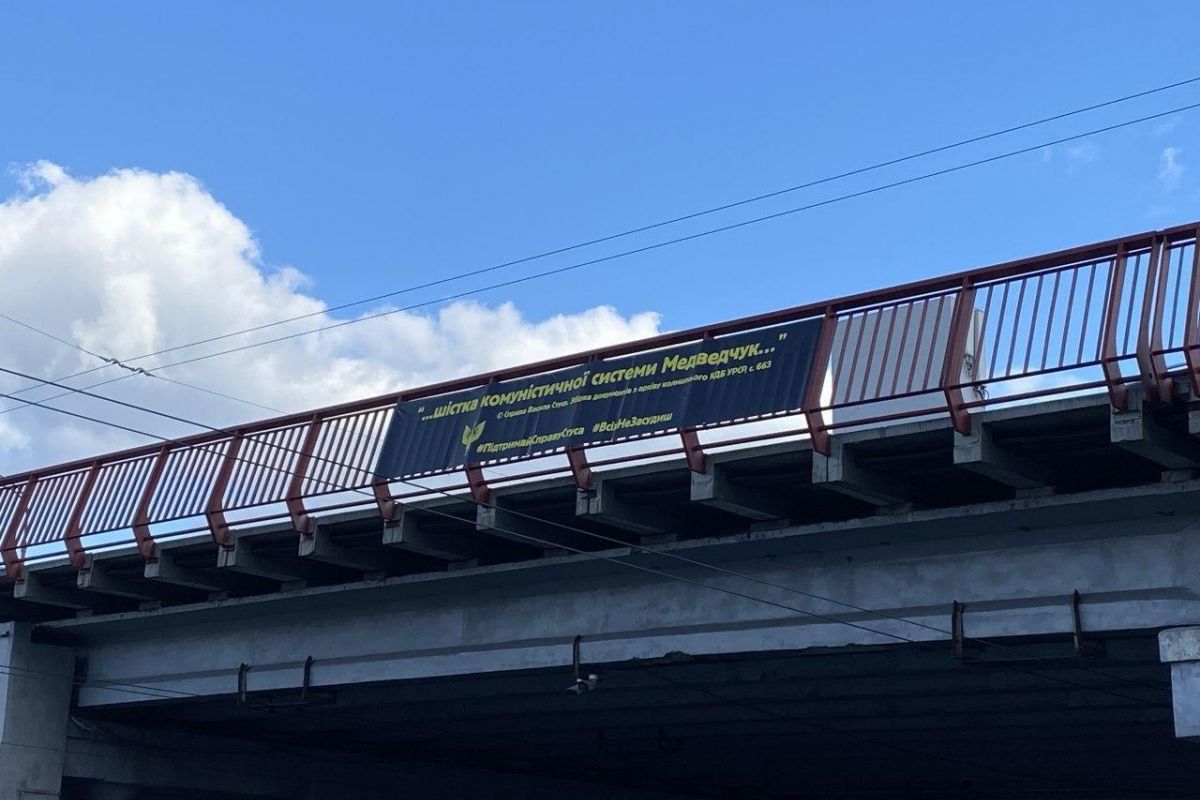 “...шістка комуністичної системи Медведчук...”
© Справа Василя Стуса. Збірка документів з архіву колишнього КДБ УРСР, с. 663
#ПідтримайСправуСтуса #ВсіхНеЗасудиш